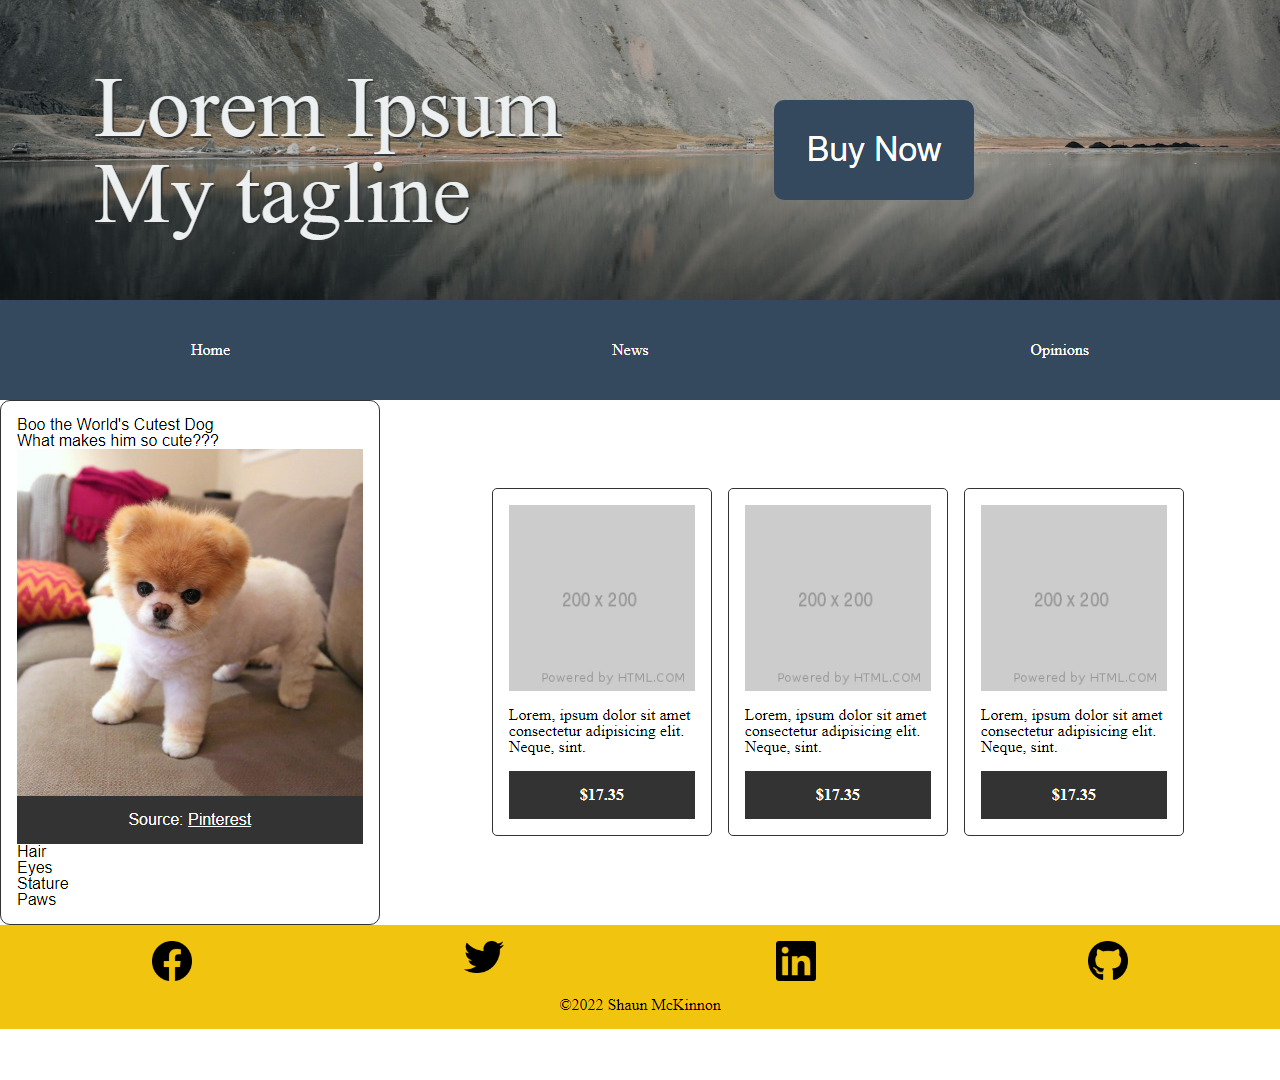 Lorem Ipsum
My tagline
Buy Now
Home
News
Opinions
Boo the World's Cutest Dog
What makes him so cute???
Source: Pinterest
Hair
Eyes
Stature
Paws
200 x 200
Powered by HTML.COM
Lorem, ipsum dolor sit amet
consectetur adipisicing elit.
Neque, sint.
$17.35
200 x 200
Powered by HTML.COM
Lorem, ipsum dolor sit amet
consectetur adipisicing elit.
Neque, sint.
$17.35
200 x 200
Powered by HTML.COM
Lorem, ipsum dolor sit amet
consectetur adipisicing elit.
Neque, sint.
$17.35
©2022 Shaun McKinnon